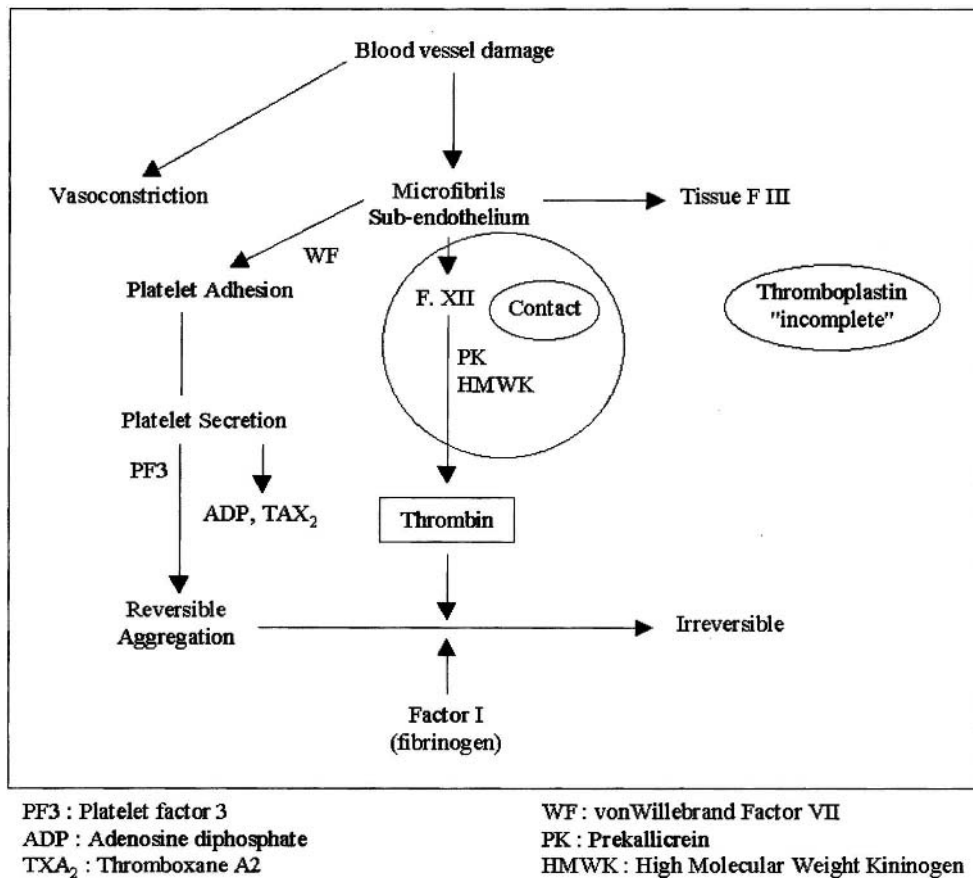 Blood vessel damage
Vasoconstriction
Microfibrils
Sub-endothelium
Tissue F III
WF
Platelet Adhesion
F. XII
Contact
Thromboplastin
"incomplete"
PK
HMWK
Platelet Secretion
PF3
ADP, TAX₂
Thrombin
Reversible
Aggregation
Irreversible
Factor I
(fibrinogen)
PF3 : Platelet factor 3
ADP : Adenosine diphosphate
TXA₂ : Thromboxane A2
WF : vonWillebrand Factor VII
PK : Prekallicrein
HMWK : High Molecular Weight Kininogen